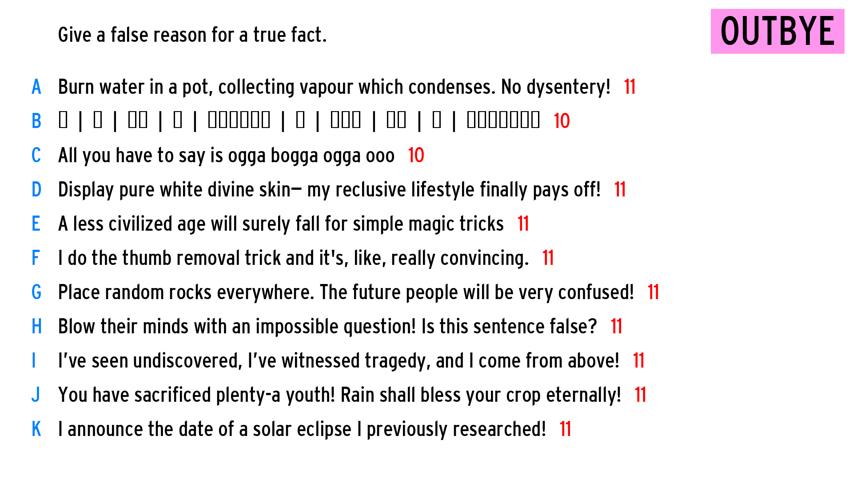 Give a false reason for a true fact.
OUTBYE
A Burn water in a pot, collecting vapour which condenses. No dysentery! 11
B ▯ | ▯ | ▯▯ | ▯ | ▯▯▯▯▯▯ | ▯ | ▯▯▯ | ▯▯ | ▯ | ▯▯▯▯▯▯▯ 10
C All you have to say is ogga bogga ogga ooo 10
D Display pure white divine skin– my reclusive lifestyle finally pays off! 11
E A less civilized age will surely fall for simple magic tricks 11
F I do the thumb removal trick and it's, like, really convincing. 11
G Place random rocks everywhere. The future people will be very confused! 11
H Blow their minds with an impossible question! Is this sentence false? 11
I I've seen undiscovered, I've witnessed tragedy, and I come from above! 11
J You have sacrificed plenty-a youth! Rain shall bless your crop eternally! 11
K I announce the date of a solar eclipse I previously researched! 11